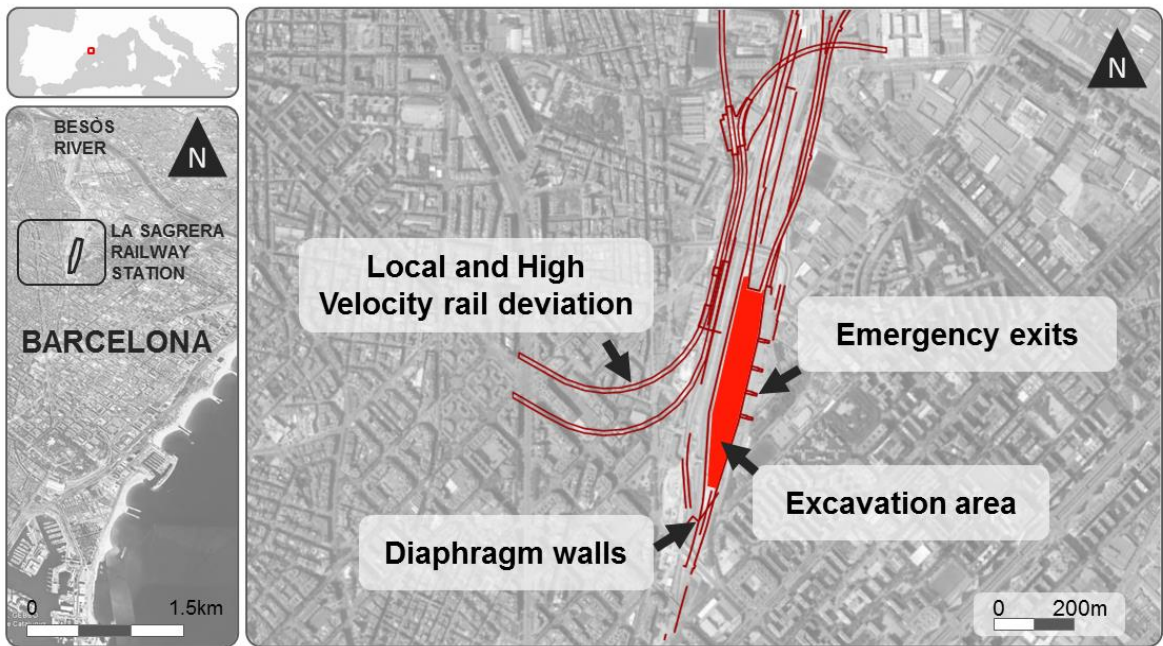 BESÒS
RIVER
N
LA SAGRERA
RAILWAY
STATION
BARCELONA
0 1.5km
N
Local and High
Velocity rail deviation
Emergency exits
Excavation area
Diaphragm walls
0 200m